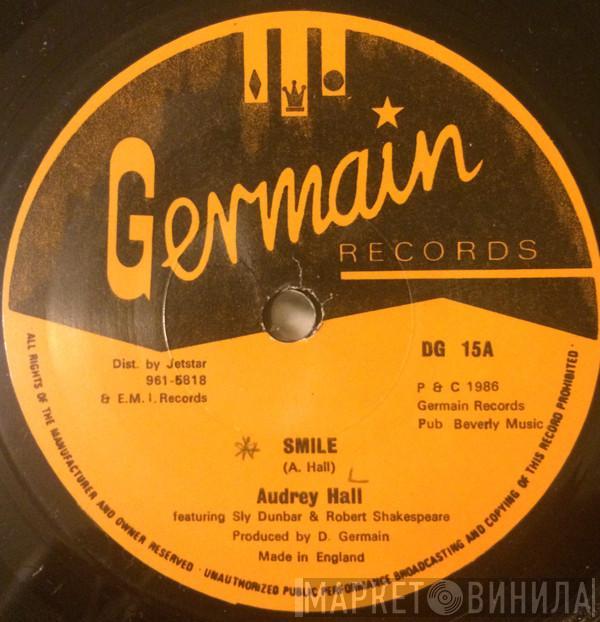 Germain
RECORDS
DG 15A
Dist. by Jetstar
961-5818
& E.M.I. Records
P & C 1986
Germain Records
Pub Beverly Music
SMILE
(A. Hall)
Audrey Hall
featuring Sly Dunbar & Robert Shakespeare
Produced by D. Germain
Made in England
ALL RIGHTS OF THE MANUFACTURER AND OWNER RESERVED · UNAUTHORIZED PUBLIC PERFORMANCE BROADCASTING AND COPYING OF THIS RECORD PROHIBITED ·
МАРКЕТ ВИНИЛА